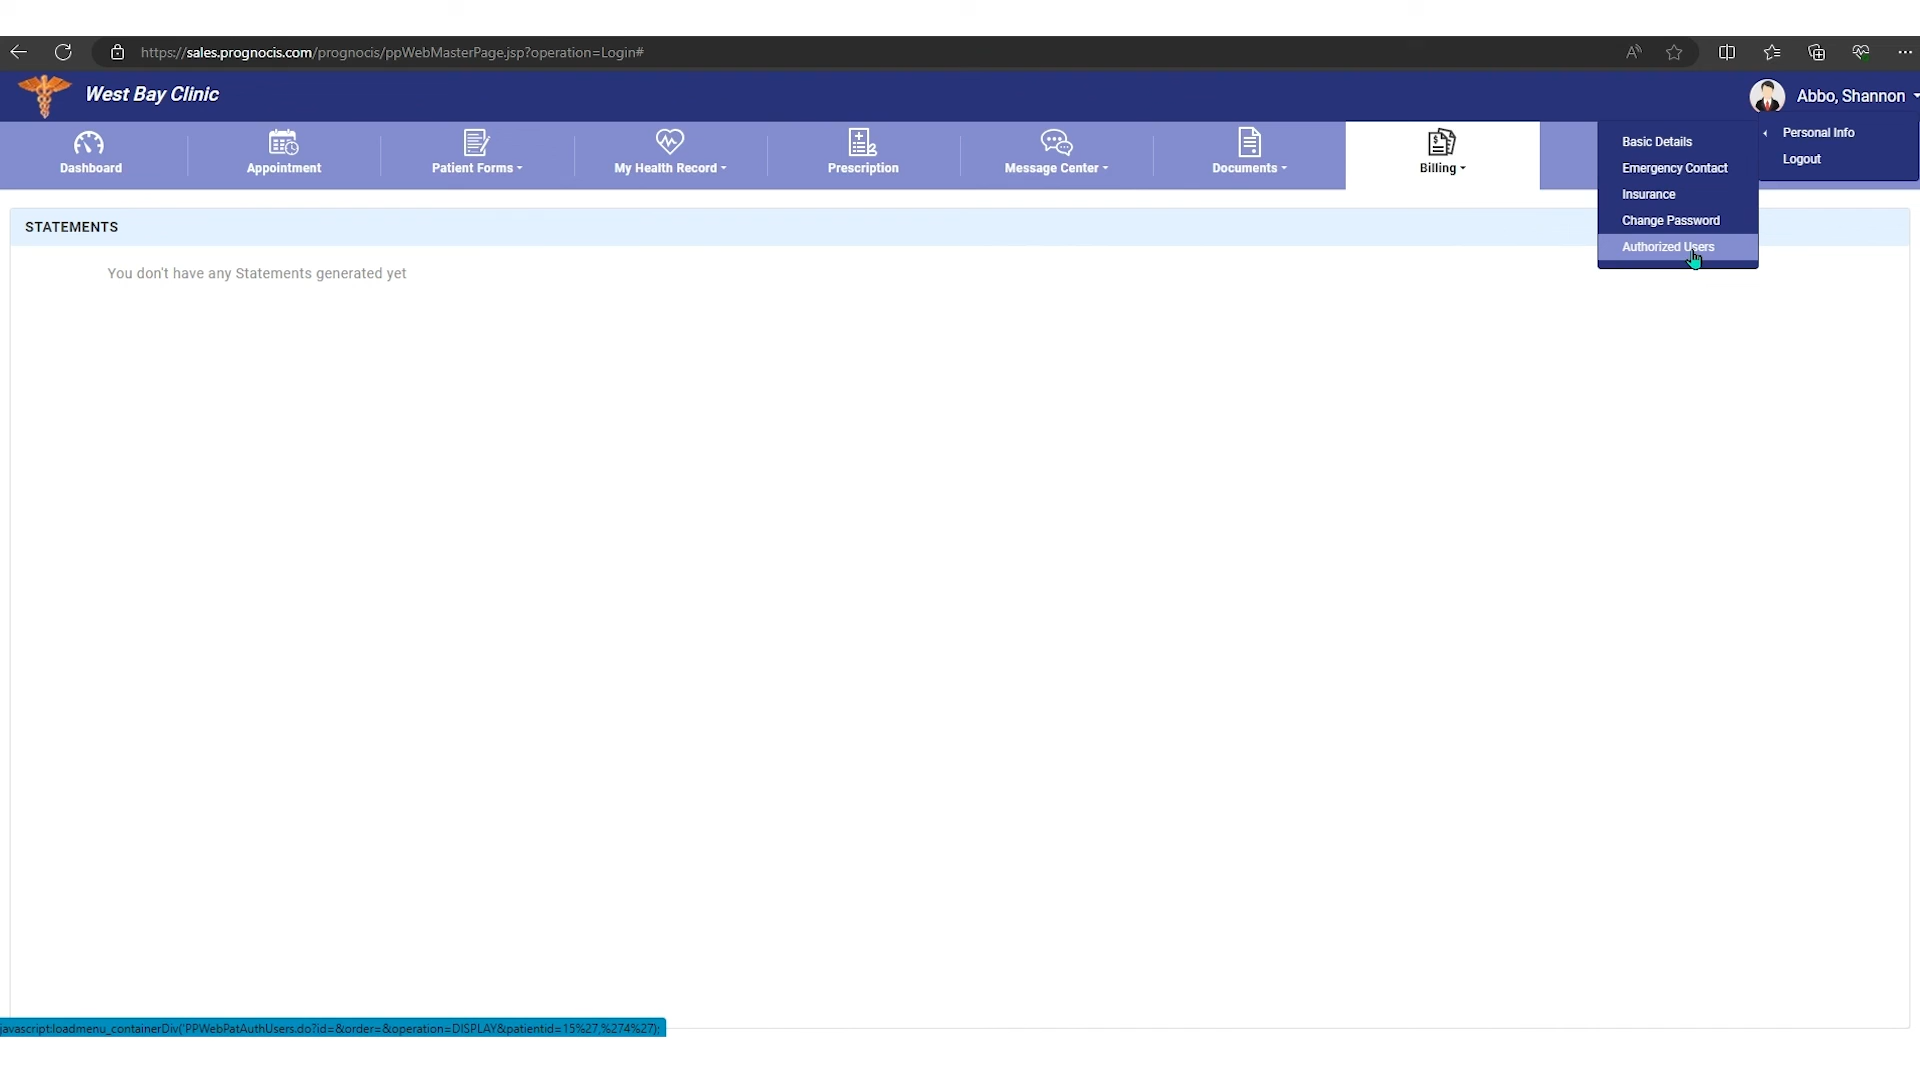 https://sales.prognocis.com/prognocis/ppWebMasterPage.jsp?operation=Login#
West Bay Clinic
Abbo, Shannon
Dashboard
Appointment
Patient Forms
My Health Record
Prescription
Message Center
Documents
Billing
Basic Details
Emergency Contact
Insurance
Change Password
Authorized Users
Personal Info
Logout
STATEMENTS
You don't have any Statements generated yet
javascript:loadmenu_containerDiv('PPWebPatAuthUsers.do?id=&order=&operation=DISPLAY&patientid=15%27,%274%27);